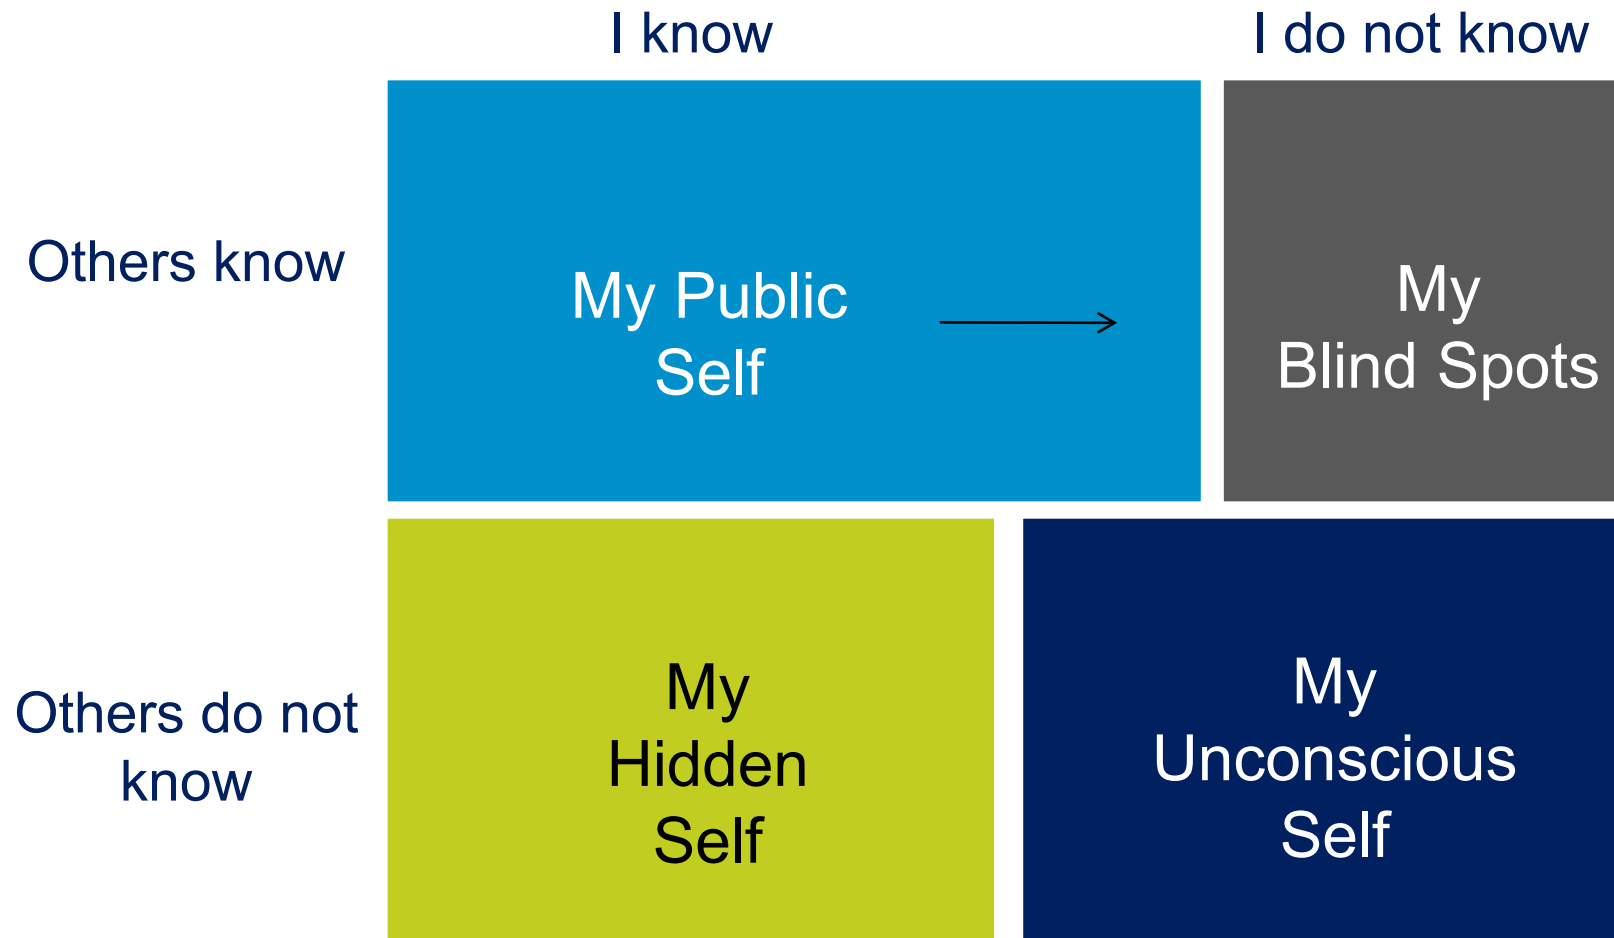 I know
I do not know
Others know
My Public
Self
My
Blind Spots
Others do not
know
My
Hidden
Self
My
Unconscious
Self